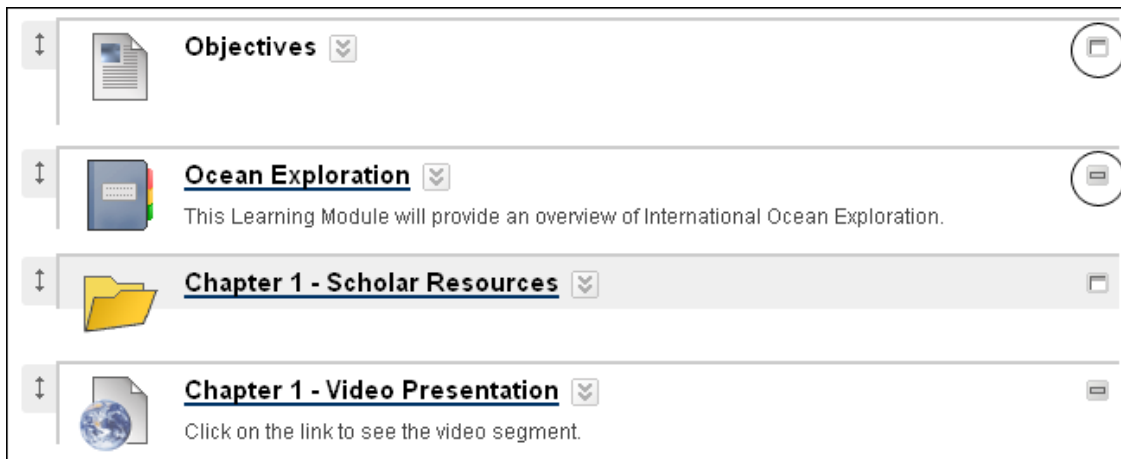 Objectives
Ocean Exploration
This Learning Module will provide an overview of International Ocean Exploration.
Chapter 1 - Scholar Resources
Chapter 1 - Video Presentation
Click on the link to see the video segment.